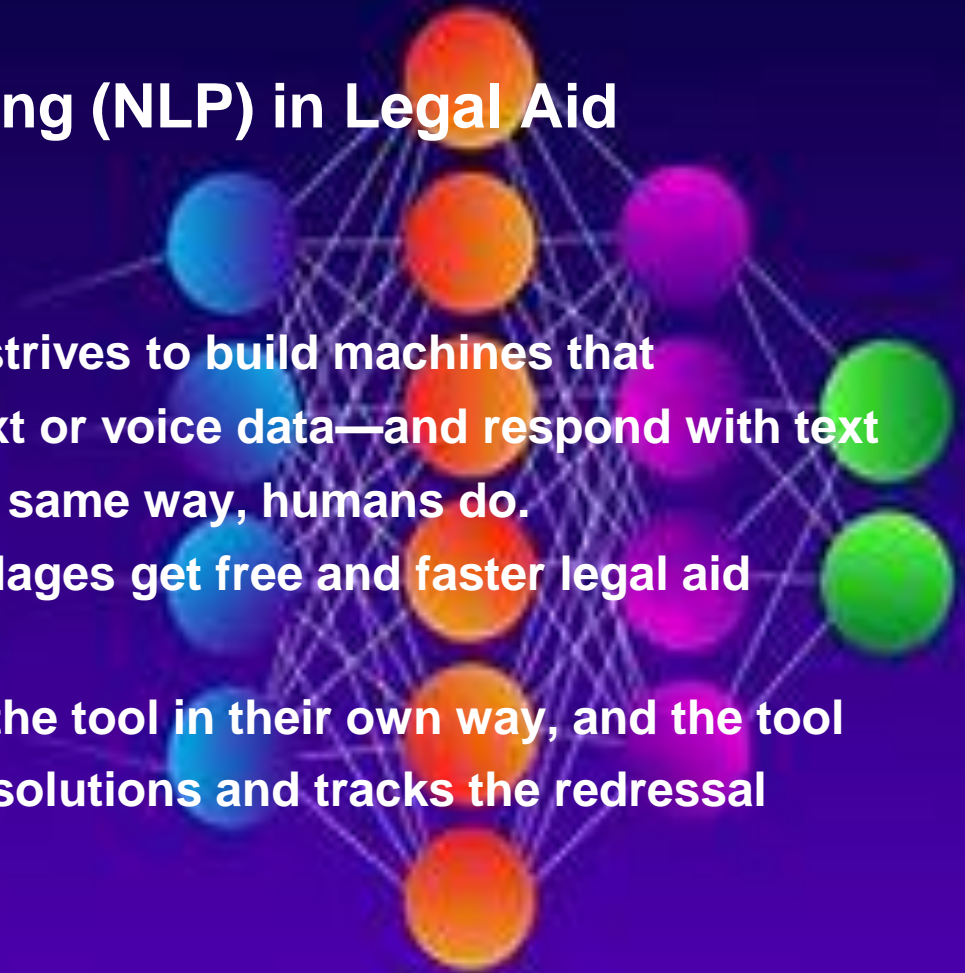 ng (NLP) in Legal Aid
strives to build machines that
xt or voice data—and respond with text
same way, humans do.
lages get free and faster legal aid
the tool in their own way, and the tool
solutions and tracks the redressal